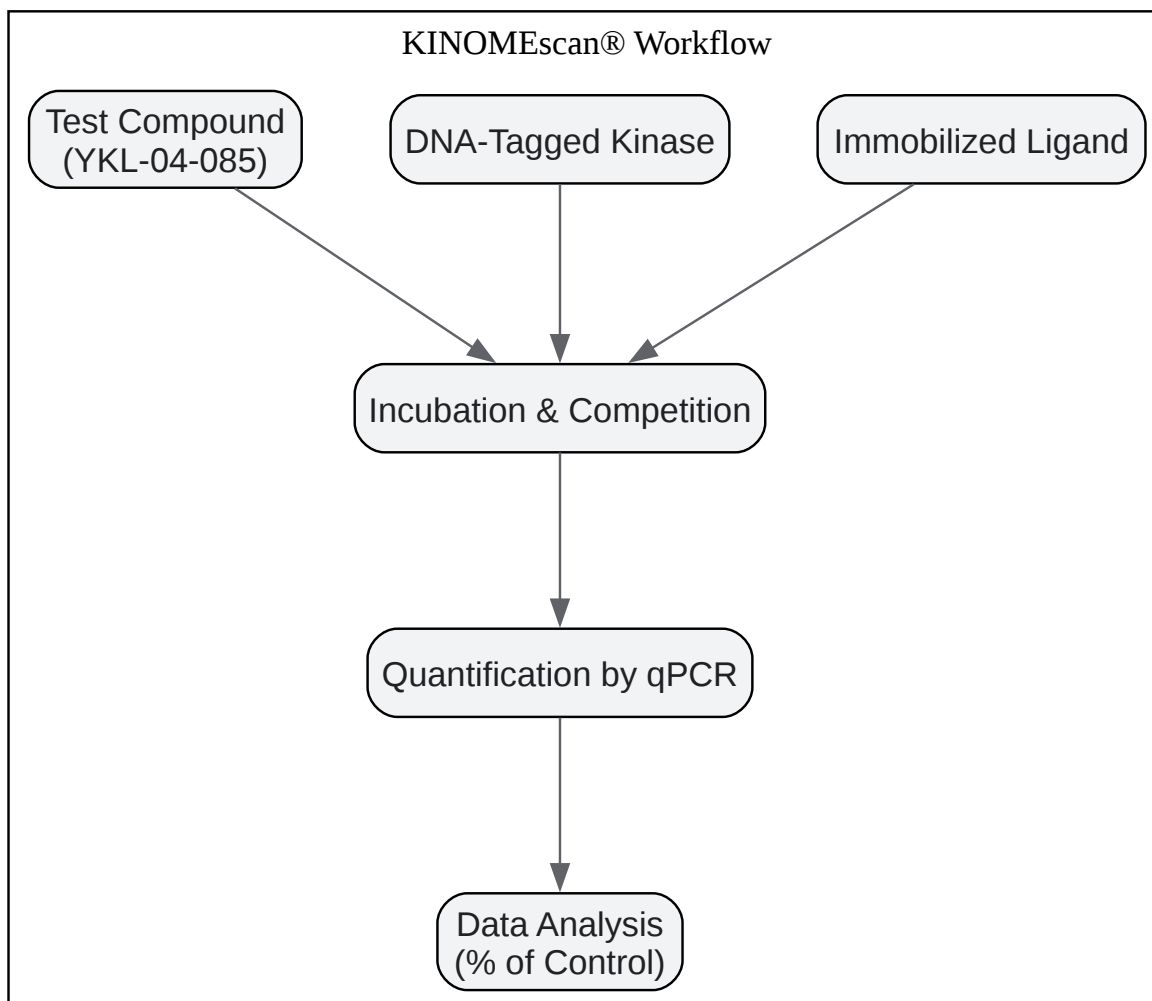 KINOMEscan® Workflow
Test Compound
(YKL-04-085)
DNA-Tagged Kinase
Immobilized Ligand
Incubation & Competition
Quantification by qPCR
Data Analysis
(% of Control)